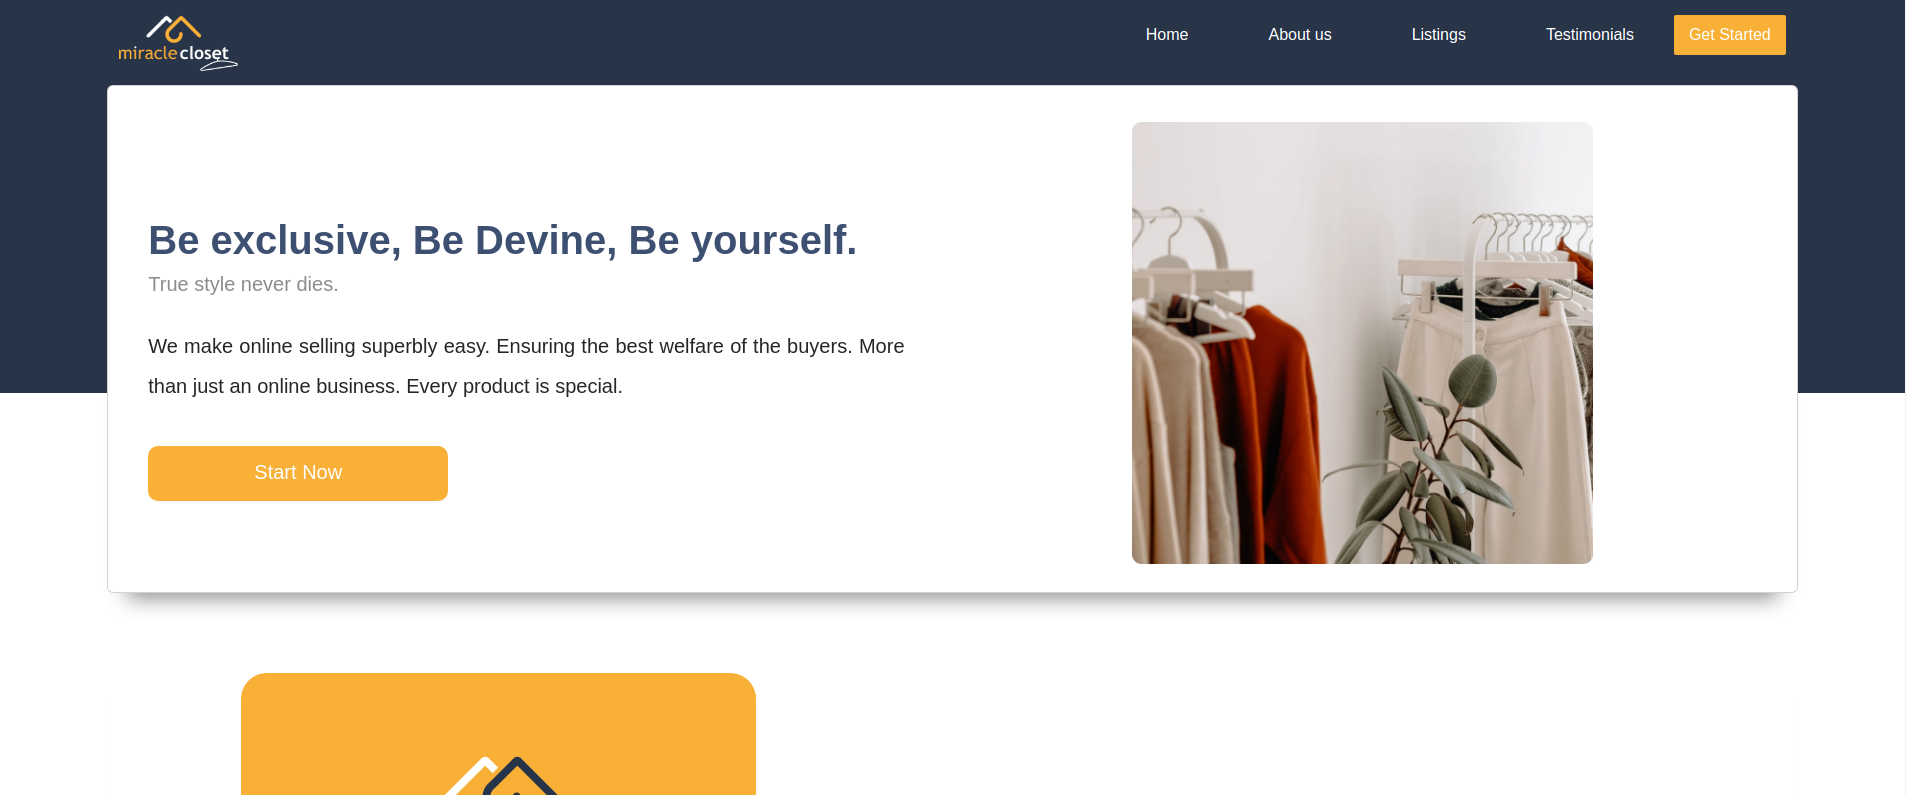 miraclecloset
Home
About us
Listings
Testimonials
Get Started
Be exclusive, Be Devine, Be yourself.
True style never dies.
We make online selling superbly easy. Ensuring the best welfare of the buyers. More
than just an online business. Every product is special.
Start Now